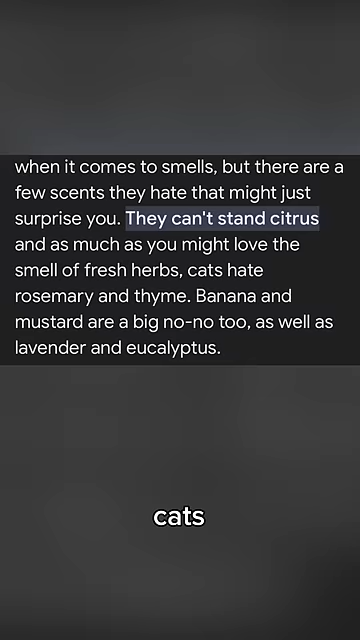 when it comes to smells, but there are a
few scents they hate that might just
surprise you. They can't stand citrus
and as much as you might love the
smell of fresh herbs, cats hate
rosemary and thyme. Banana and
mustard are a big no-no too, as well as
lavender and eucalyptus.
cats